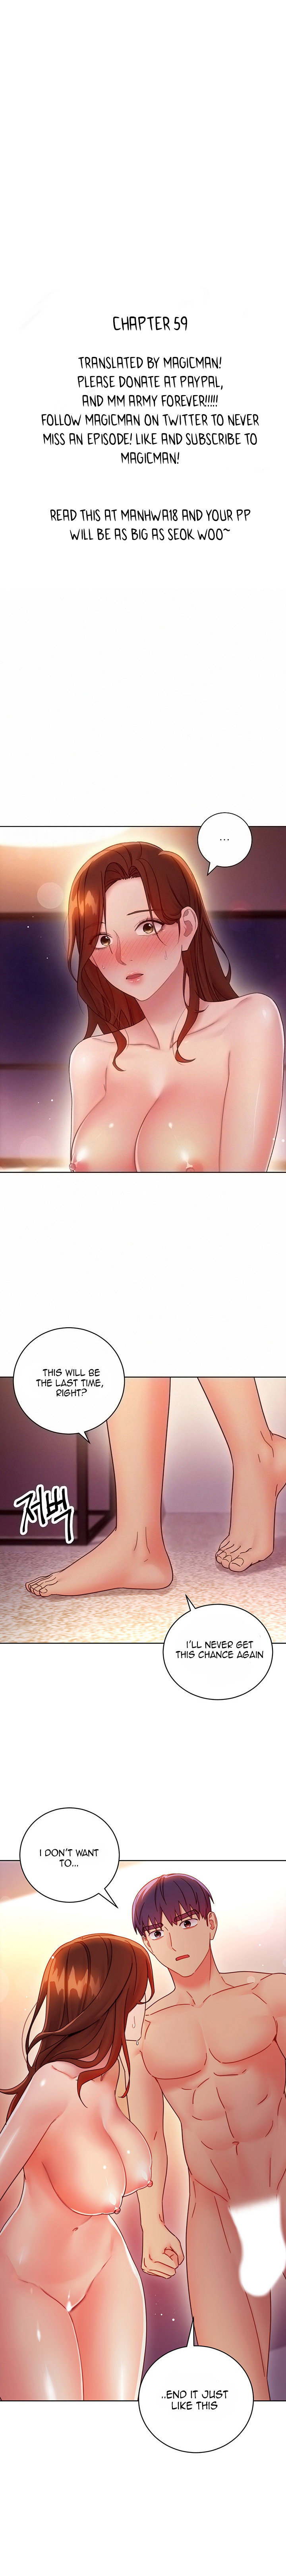 CHAPTER 59
TRANSLATED BY MAGICMAN!
PLEASE DONATE AT PAYPAL,
AND MM ARMY FOREVER!!!!!
FOLLOW MAGICMAN ON TWITTER TO NEVER
MISS AN EPISODE! LIKE AND SUBSCRIBE TO
MAGICMAN!
READ THIS AT MANHWA18 AND YOUR PP
WILL BE AS BIG AS SEOK WOO~
...
THIS WILL BE
THE LAST TIME,
RIGHT?
저벅
I'LL NEVER GET
THIS CHANCE AGAIN
I DON'T WANT
TO...
..END IT JUST
LIKE THIS